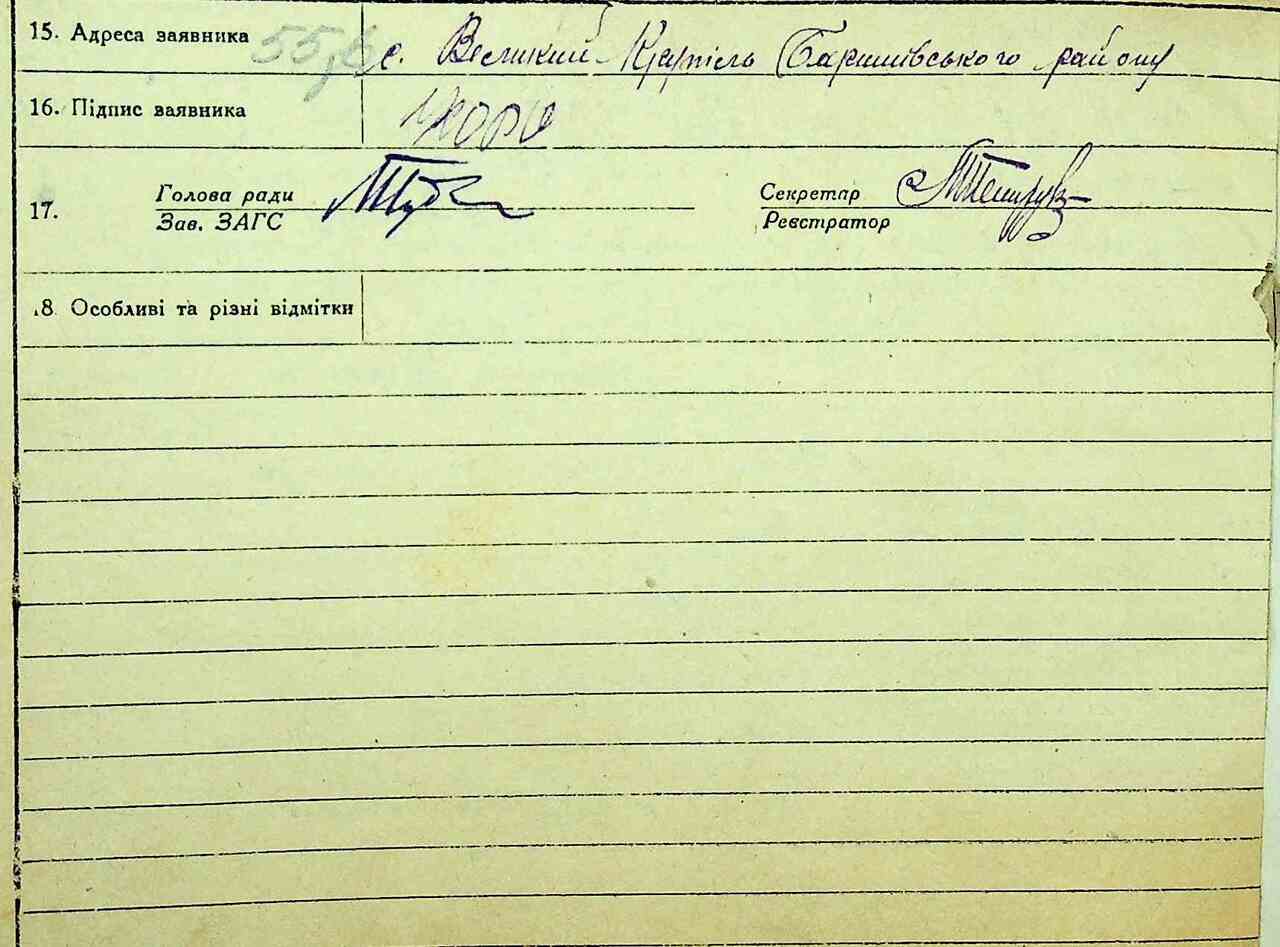 15. Адреса заявника с. Великий Крупіль Баришівського району
16. Підпис заявника
Голова ради Секретар
17.
Зав. ЗАГС Реєстратор
18. Особливі та різні відмітки